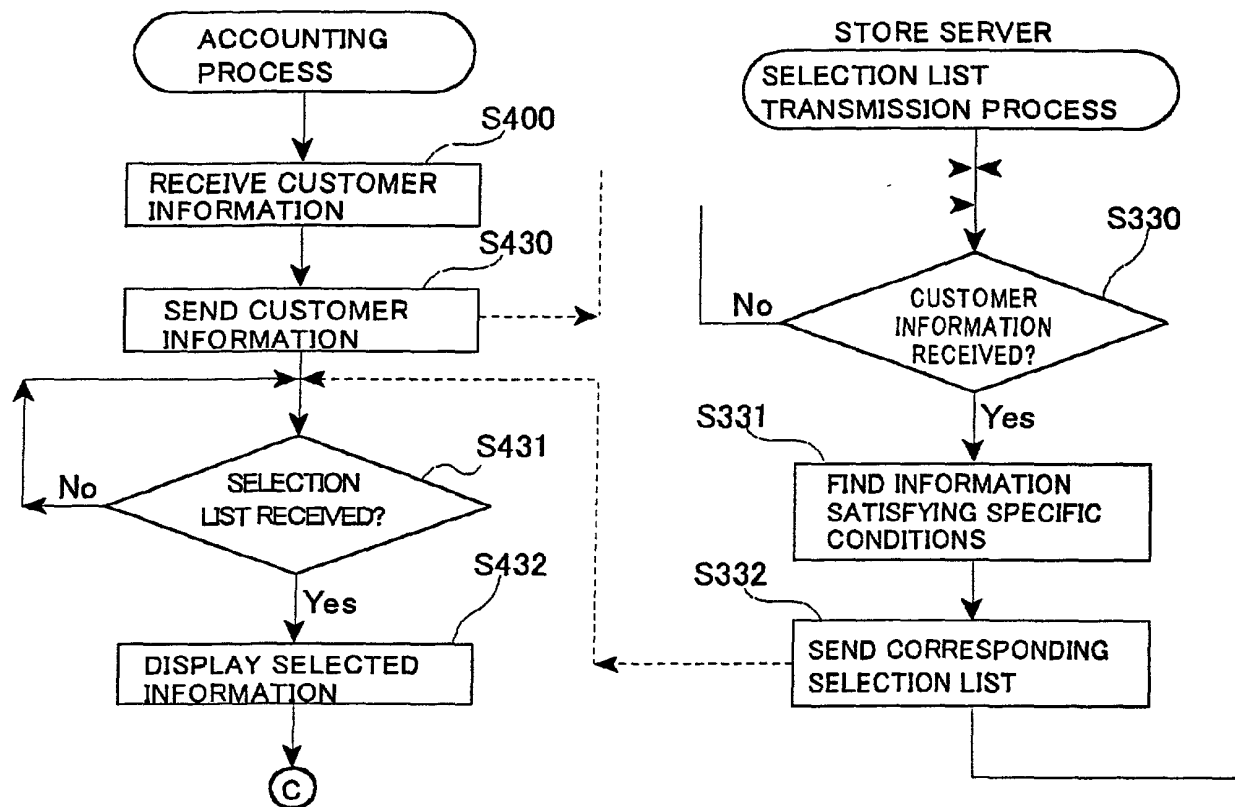 ACCOUNTING
PROCESS
S400
RECEIVE CUSTOMER
INFORMATION
S430
SEND CUSTOMER
INFORMATION
S431
SELECTION
LIST RECEIVED?
No
Yes
S432
DISPLAY SELECTED
INFORMATION
C
STORE SERVER
SELECTION LIST
TRANSMISSION PROCESS
S330
CUSTOMER
INFORMATION
RECEIVED?
No
Yes
S331
FIND INFORMATION
SATISFYING SPECIFIC
CONDITIONS
S332
SEND CORRESPONDING
SELECTION LIST